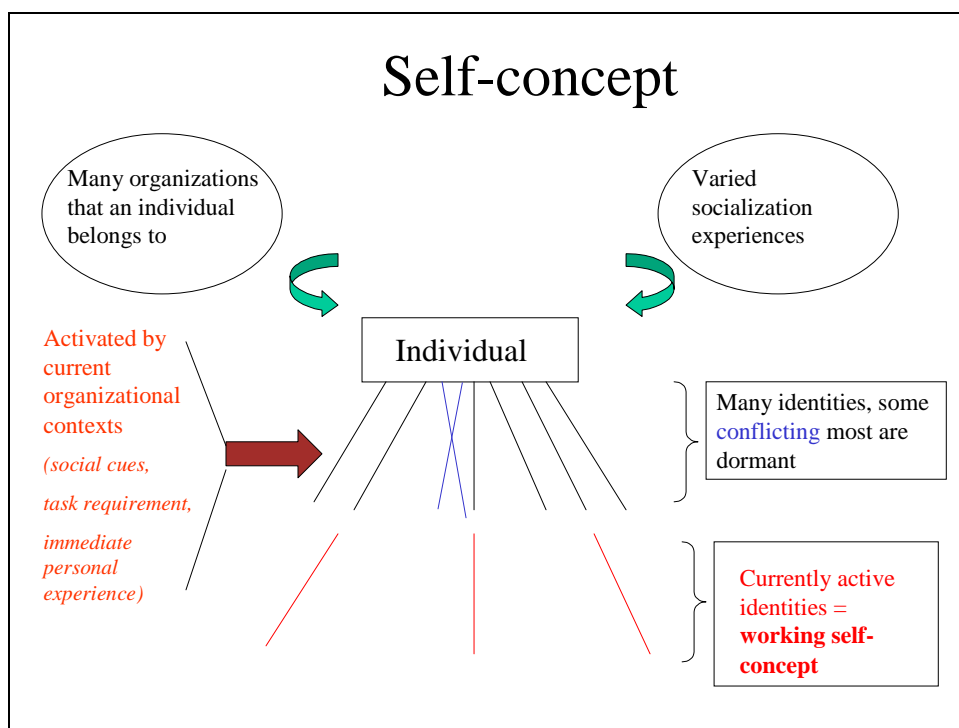 Self-concept
Many organizations
that an individual
belongs to
Varied
socialization
experiences
Individual
Activated by
current
organizational
contexts
(social cues,
task requirement,
immediate
personal
experience)
Many identities, some
conflicting most are
dormant
Currently active
identities =
working self-
concept